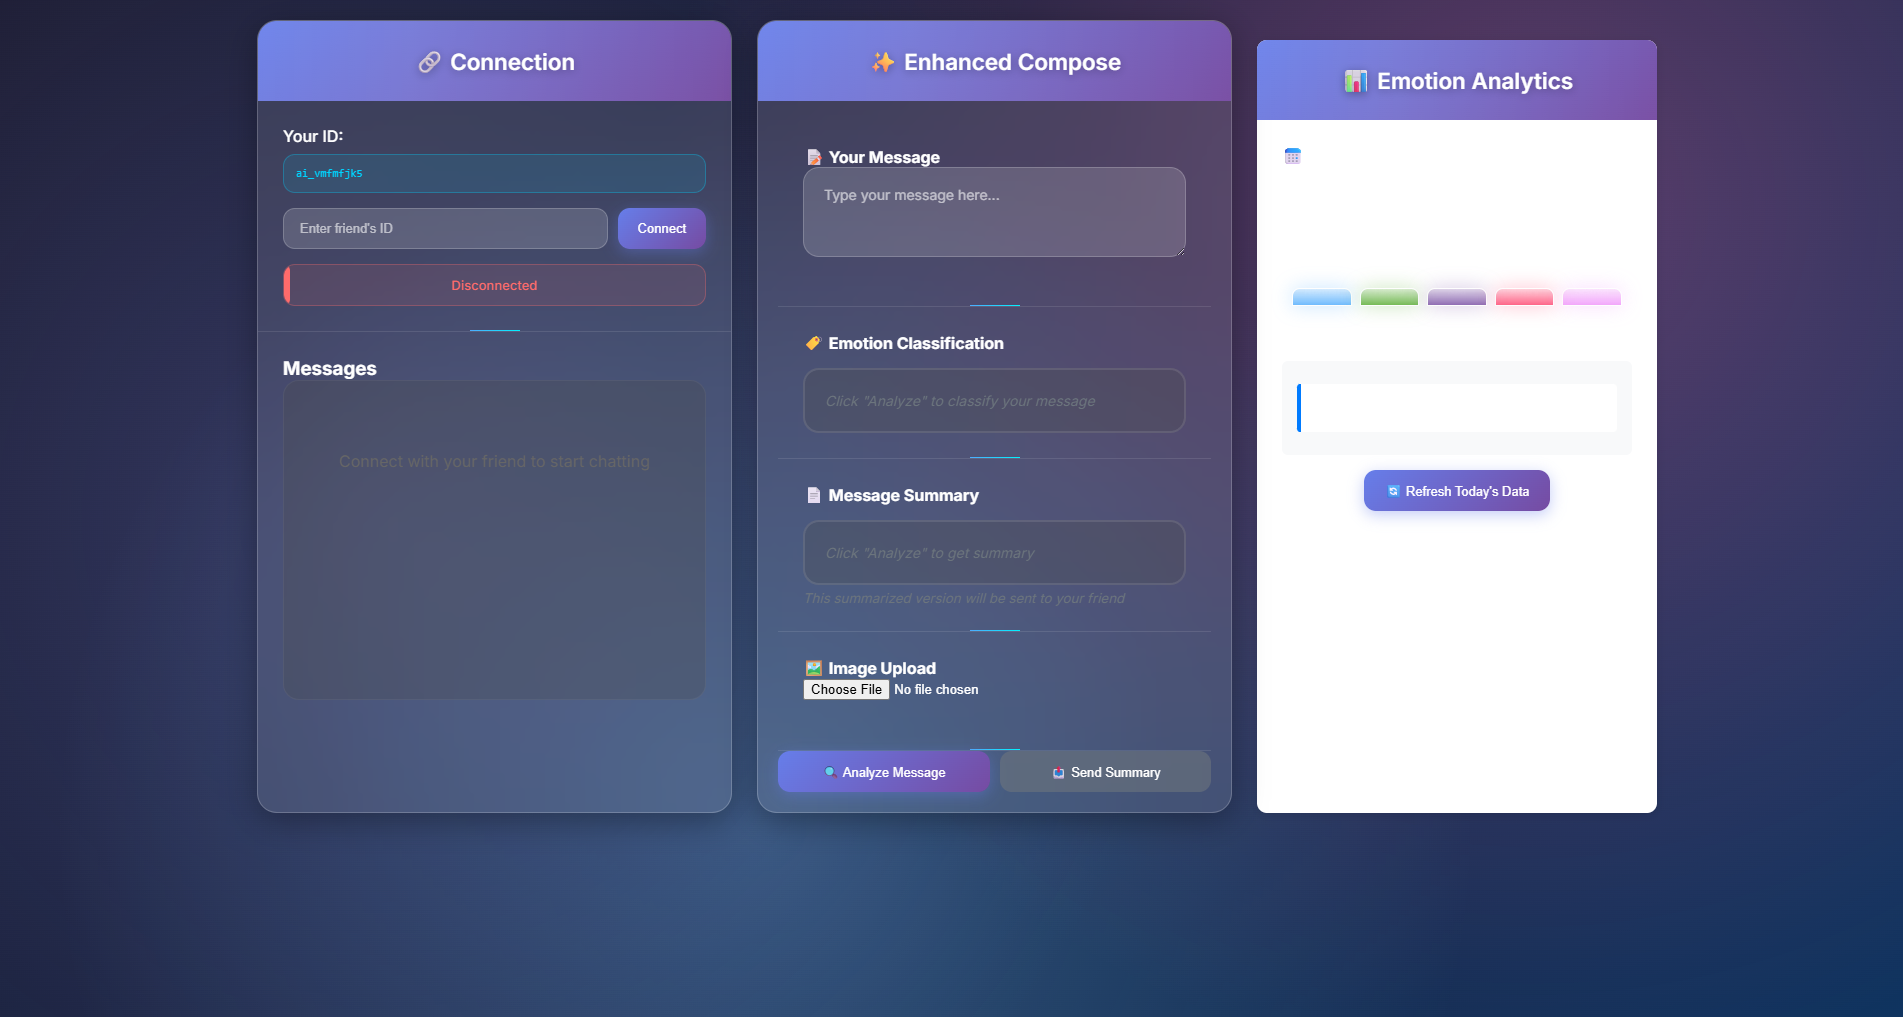 Connection
Your ID:
ai_vmfmfjk5
Enter friend's ID
Connect
Disconnected
Messages
Connect with your friend to start chatting
Enhanced Compose
Your Message
Type your message here...
Emotion Classification
Click "Analyze" to classify your message
Message Summary
Click "Analyze" to get summary
This summarized version will be sent to your friend
Image Upload
Choose File No file chosen
Analyze Message
Send Summary
Emotion Analytics
Refresh Today's Data